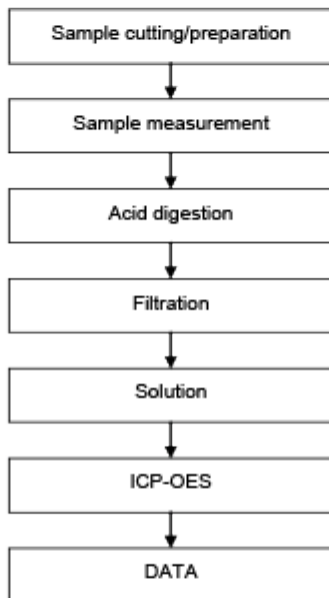 Sample cutting/preparation
Sample measurement
Acid digestion
Filtration
Solution
ICP-OES
DATA